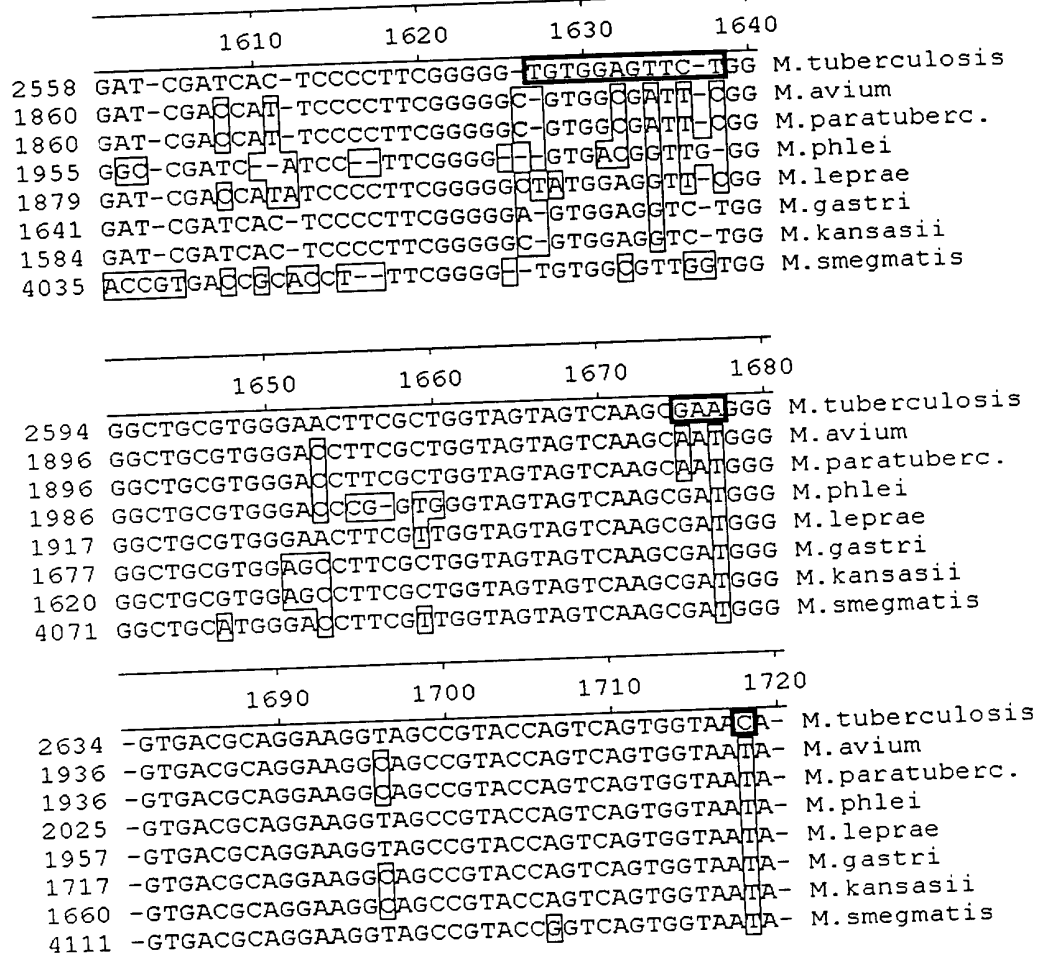 1610 1620 1630 1640
2558 GAT-CGATCAC-TCCCCTTCGGGGG-TGTGGAGTTC-TGG M.tuberculosis
1860 GAT-CGACCAT-TCCCCTTCGGGGGC-GTGGCGATT-CGG M.avium
1860 GAT-CGACCAT-TCCCCTTCGGGGGC-GTGGCGATT-CGG M.paratuberc.
1955 GGC-CGATC--ATCC--TTCGGGG---GTGACGGTTG-GG M.phlei
1879 GAT-CGACCATATCCCCTTCGGGGGCTATGGAGGTT-CGG M.leprae
1641 GAT-CGATCAC-TCCCCTTCGGGGGA-GTGGAGGTC-TGG M.gastri
1584 GAT-CGATCAC-TCCCCTTCGGGGGC-GTGGAGGTC-TGG M.kansasii
4035 ACCGTGACCGCACCT--TTCGGGG--TGTGGCGTTGGTGG M.smegmatis
1650 1660 1670 1680
2594 GGCTGCGTGGGAACTTCGCTGGTAGTAGTCAAGCGAAGGG M.tuberculosis
1896 GGCTGCGTGGGACCTTCGCTGGTAGTAGTCAAGCAATGGG M.avium
1896 GGCTGCGTGGGACCTTCGCTGGTAGTAGTCAAGCAATGGG M.paratuberc.
1986 GGCTGCGTGGGACCCG-GTGGGTAGTAGTCAAGCGATGGG M.phlei
1917 GGCTGCGTGGGAACTTCGTTGGTAGTAGTCAAGCGATGGG M.leprae
1677 GGCTGCGTGGAGCCTTCGCTGGTAGTAGTCAAGCGATGGG M.gastri
1620 GGCTGCGTGGAGCCTTCGCTGGTAGTAGTCAAGCGATGGG M.kansasii
4071 GGCTGCATGGGACCTTCGTTGGTAGTAGTCAAGCGATGGG M.smegmatis
1690 1700 1710 1720
2634 -GTGACGCAGGAAGGTAGCCGTACCAGTCAGTGGTAACA- M.tuberculosis
1936 -GTGACGCAGGAAGGCAGCCGTACCAGTCAGTGGTAATA- M.avium
1936 -GTGACGCAGGAAGGCAGCCGTACCAGTCAGTGGTAATA- M.paratuberc.
2025 -GTGACGCAGGAAGGTAGCCGTACCAGTCAGTGGTAATA- M.phlei
1957 -GTGACGCAGGAAGGTAGCCGTACCAGTCAGTGGTAATA- M.leprae
1717 -GTGACGCAGGAAGGCAGCCGTACCAGTCAGTGGTAATA- M.gastri
1660 -GTGACGCAGGAAGGCAGCCGTACCAGTCAGTGGTAATA- M.kansasii
4111 -GTGACGCAGGAAGGTAGCCGTACCGGTCAGTGGTAATA- M.smegmatis